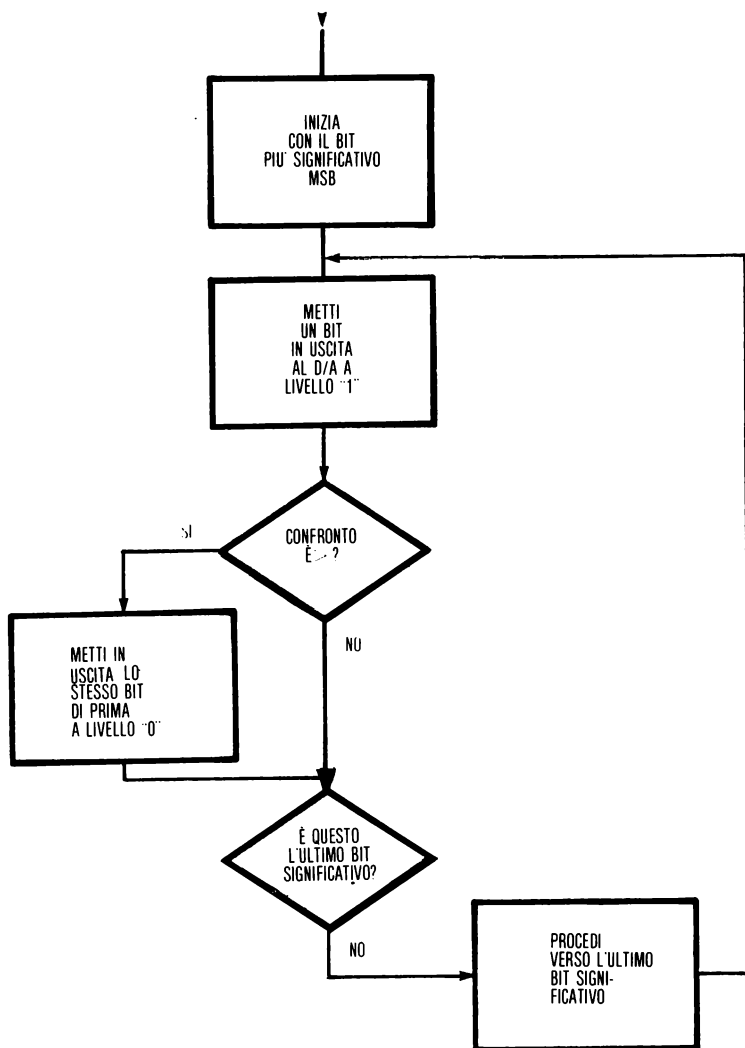 INIZIA
CON IL BIT
PIU' SIGNIFICATIVO
MSB
METTI
UN BIT
IN USCITA
AL D/A A
LIVELLO "1"
CONFRONTO
È > ?
SI
NO
METTI IN
USCITA LO
STESSO BIT
DI PRIMA
A LIVELLO "0"
È QUESTO
L'ULTIMO BIT
SIGNIFICATIVO?
NO
PROCEDI
VERSO L'ULTIMO
BIT SIGNI-
FICATIVO